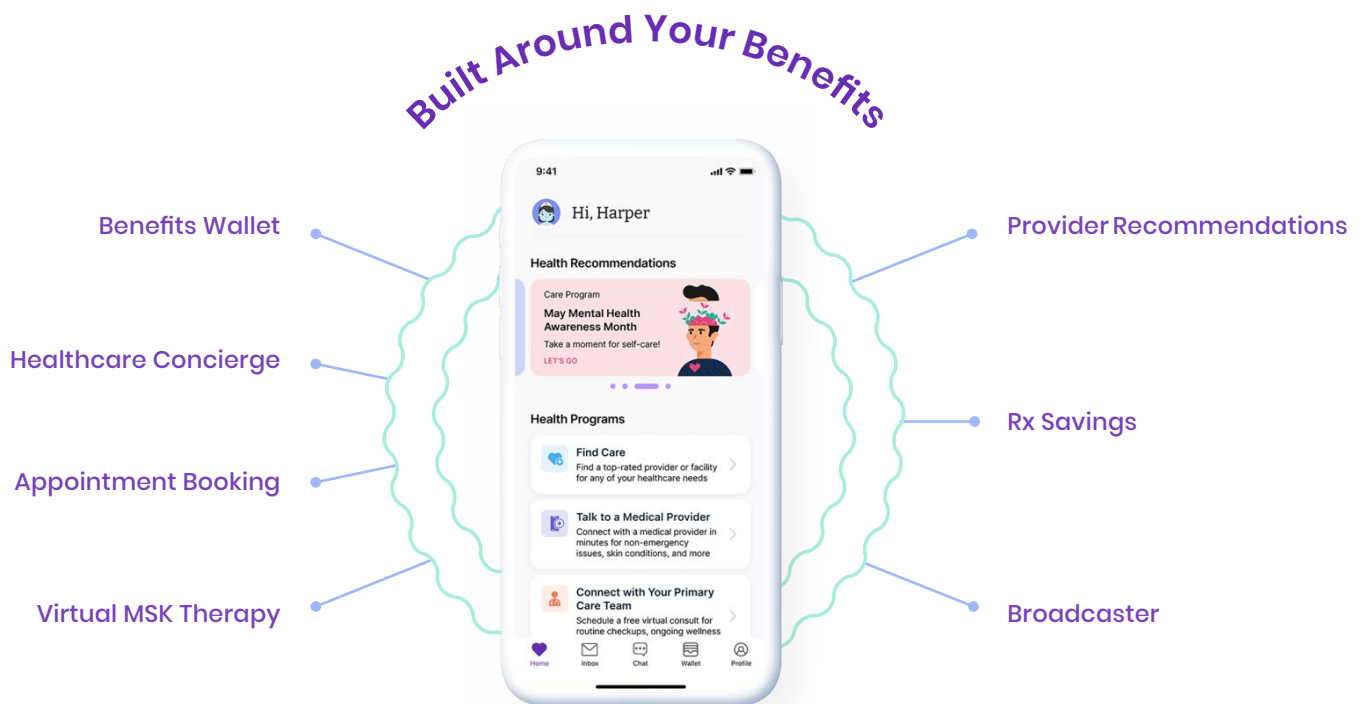 Built Around Your Benefits
Benefits Wallet
Healthcare Concierge
Appointment Booking
Virtual MSK Therapy
9:41
Hi, Harper
Health Recommendations
Care Program
May Mental Health
Awareness Month
Take a moment for self-care!
LET'S GO
Health Programs
Find Care
Find a top-rated provider or facility
for any of your healthcare needs
Talk to a Medical Provider
Connect with a medical provider in
minutes for non-emergency
issues, skin conditions, and more
Connect with Your Primary
Care Team
Schedule a free virtual consult for
routine checkups, ongoing wellness
Home Inbox Chat Wallet Profile
Provider Recommendations
Rx Savings
Broadcaster